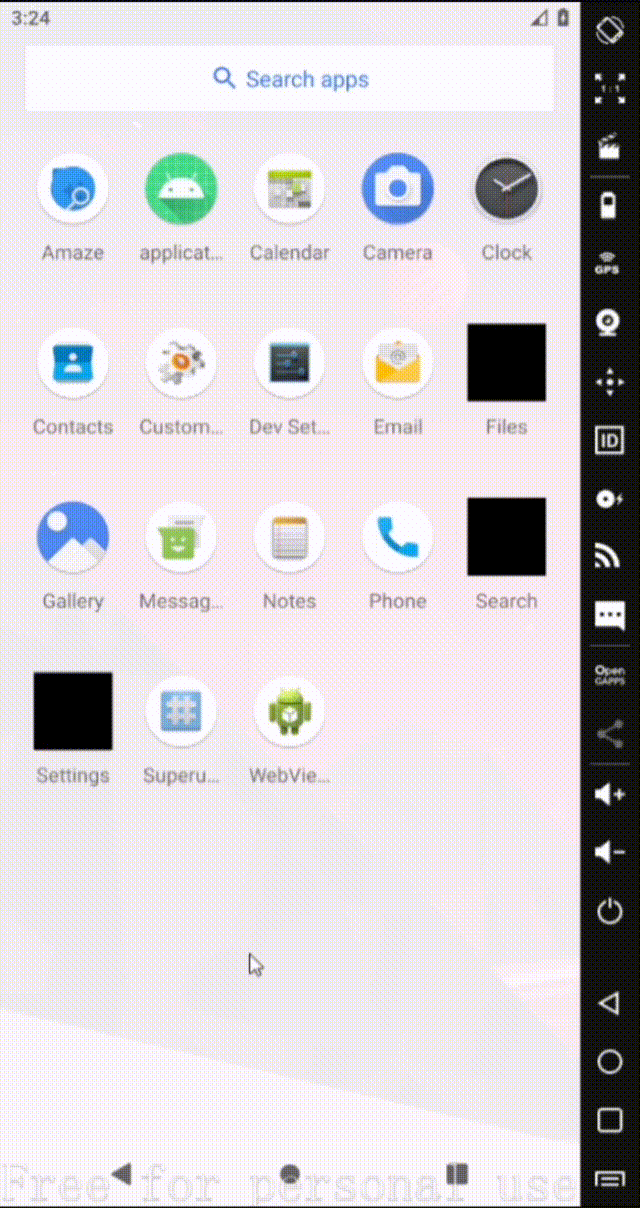 3:24
Search apps
Amaze applicat... Calendar Camera Clock
Contacts Custom... Dev Set... Email Files
Gallery Messag... Notes Phone Search
Settings Superu... WebVie...
Free for personal use
1:1
GPS
ID
Open
GAPPS